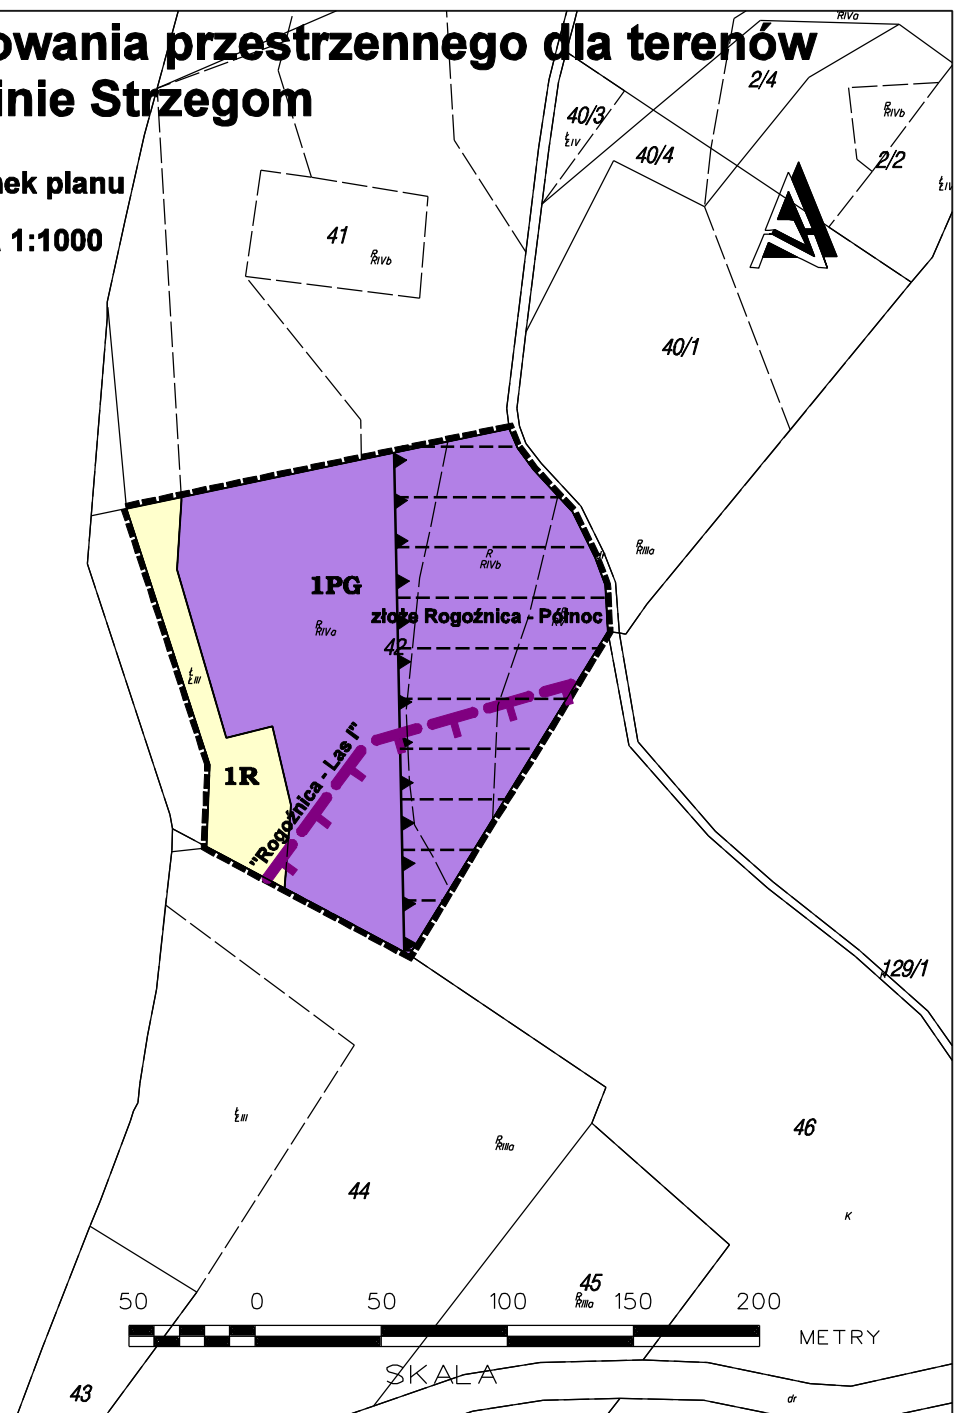 owania przestrzennego dla terenów
inie Strzegom
nek planu
1:1000
RIVa
2/4
40/3
ŁIV
40/4
R
RIVb
2/2
41
R
RIVb
40/1
R
RIIIa
1PG
R
RIVb
złoże Rogoźnica - Północ
R
RIVa
42
ŁIII
1R
"Rogoźnica - Las I"
129/1
ŁIII
R
RIIIa
46
44
K
45
R
RIIIa
50 0 50 100 150 200
METRY
SKALA
43
dr